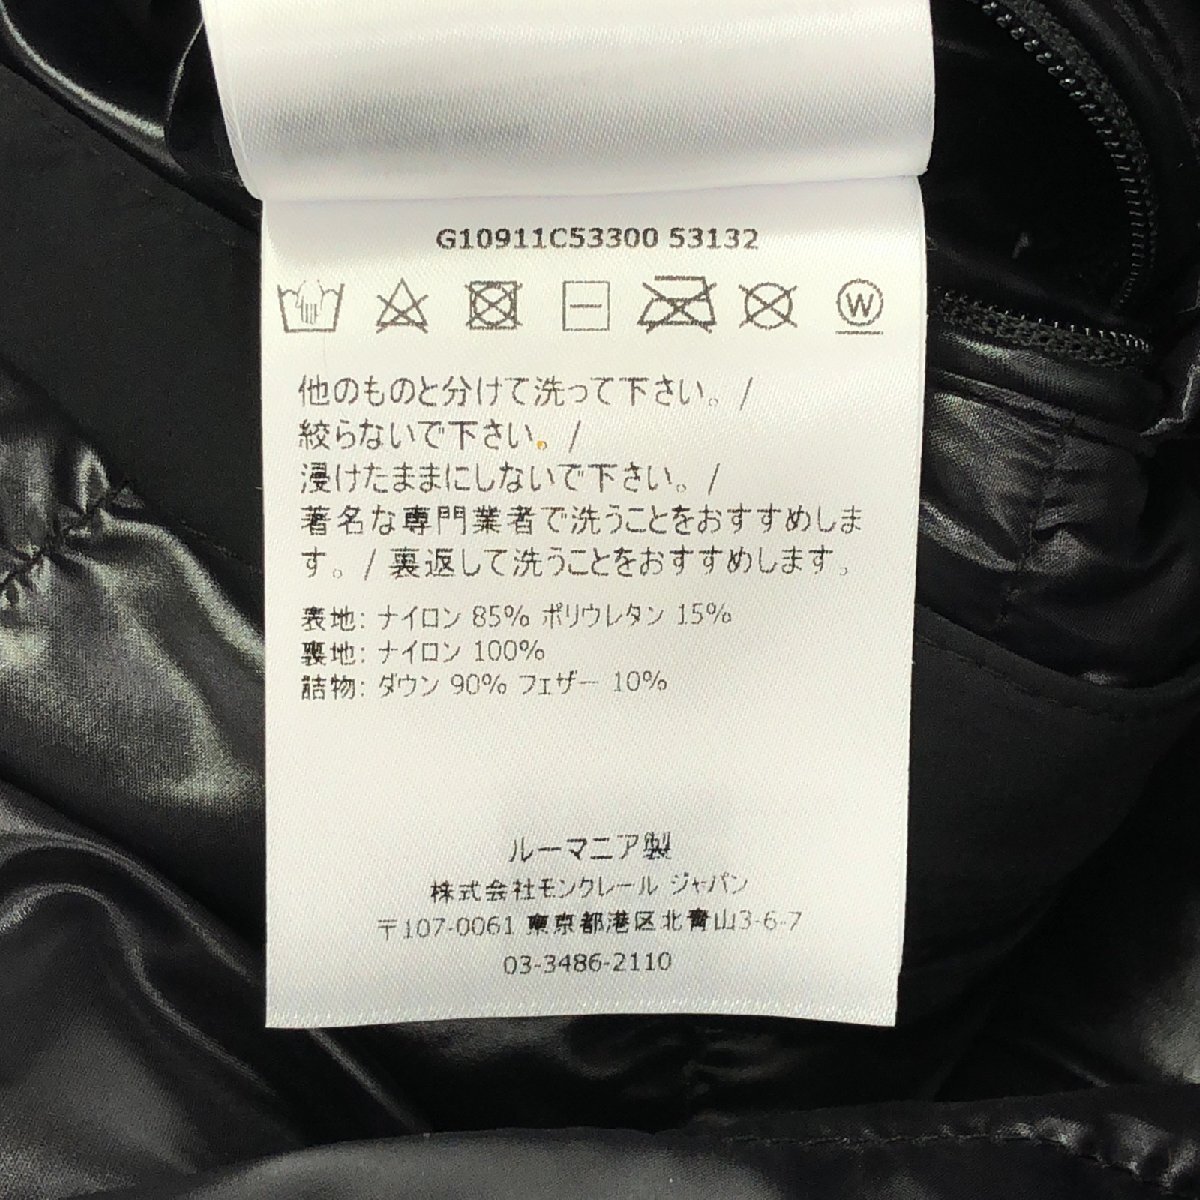 G10911C53300 53132
W
他のものと分けて洗って下さい。/
絞らないで下さい。/
浸けたままにしないで下さい。/
著名な専門業者で洗うことをおすすめしま
す。/ 裏返して洗うことをおすすめします。
表地: ナイロン 85% ポリウレタン 15%
裏地: ナイロン 100%
詰物: ダウン 90% フェザー 10%
ルーマニア製
株式会社モンクレール ジャパン
〒107-0061 東京都港区北青山3-6-7
03-3486-2110